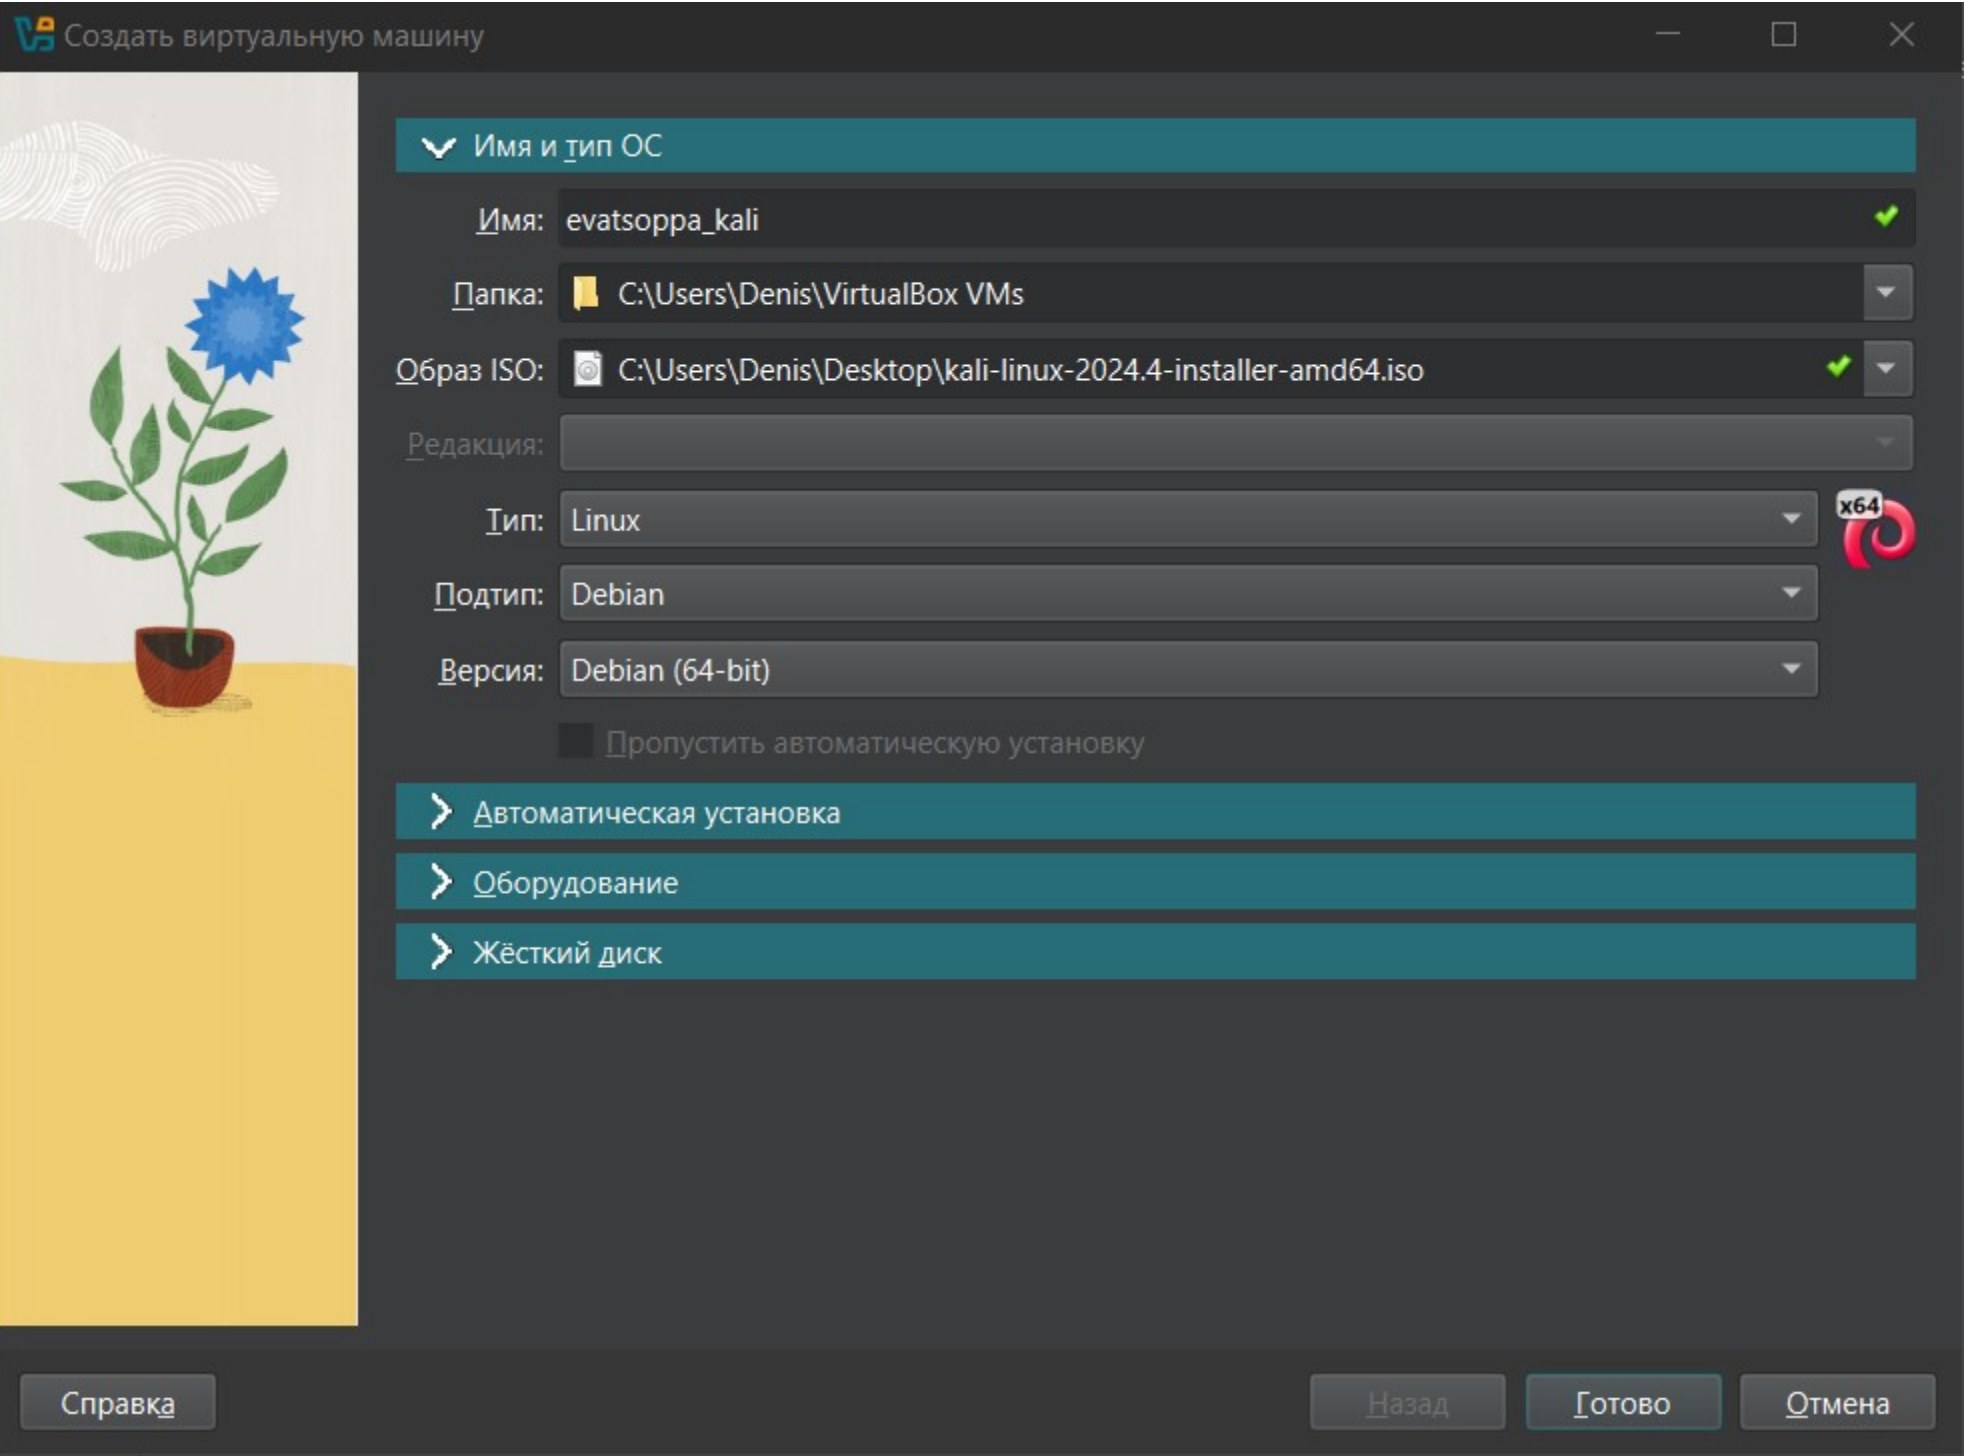 Создать виртуальную машину
Имя и тип ОС
Имя: evatsoppa_kali
Папка: C:\Users\Denis\VirtualBox VMs
Образ ISO: C:\Users\Denis\Desktop\kali-linux-2024.4-installer-amd64.iso
Редакция:
Тип: Linux
x64
Подтип: Debian
Версия: Debian (64-bit)
Пропустить автоматическую установку
Автоматическая установка
Оборудование
Жёсткий диск
Справка Назад Готово Отмена